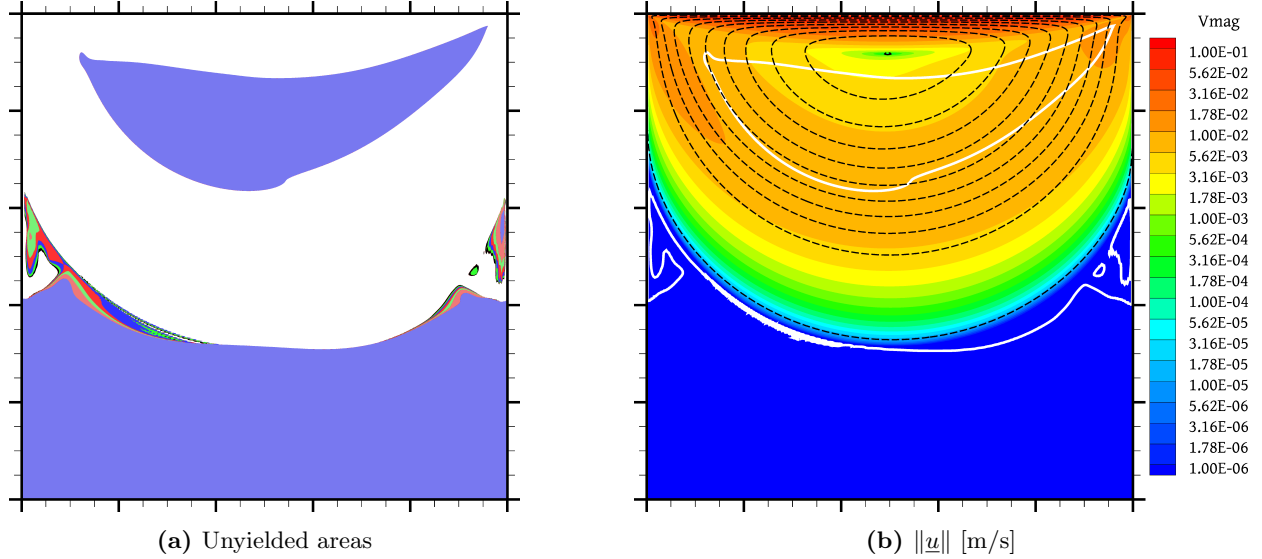 Vmag
1.00E-01
5.62E-02
3.16E-02
1.78E-02
1.00E-02
5.62E-03
3.16E-03
1.78E-03
1.00E-03
5.62E-04
3.16E-04
1.78E-04
1.00E-04
5.62E-05
3.16E-05
1.78E-05
1.00E-05
5.62E-06
3.16E-06
1.78E-06
1.00E-06
(a) Unyielded areas
(b) ‖u‖ [m/s]